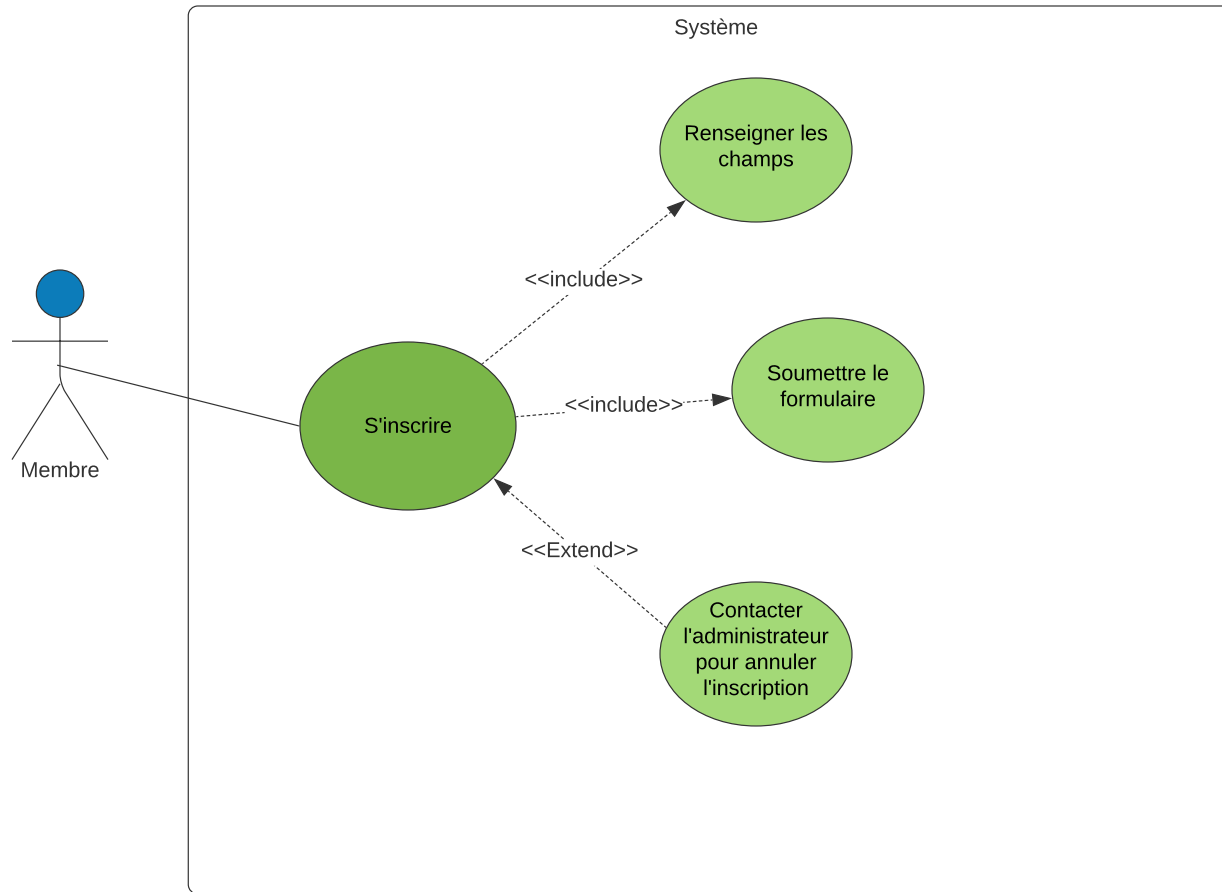 Système
Renseigner les
champs
<<include>>
Soumettre le
formulaire
<<include>>
S'inscrire
Membre
<<Extend>>
Contacter
l'administrateur
pour annuler
l'inscription